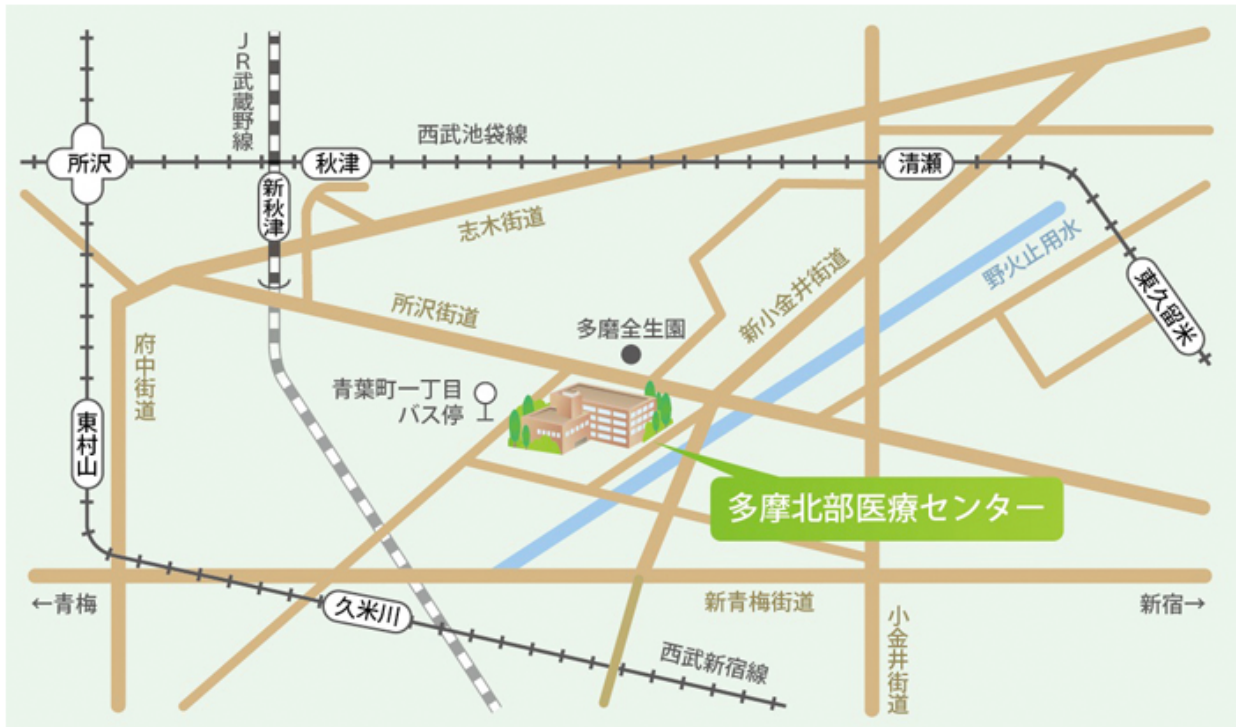 JR武蔵野線
西武池袋線
所沢
秋津
清瀬
新秋津
志木街道
野火止用水
新小金井街道
東久留米
所沢街道
多磨全生園
府中街道
青葉町一丁目
バス停
東村山
多摩北部医療センター
←青梅
久米川
新青梅街道
新宿→
小金井街道
西武新宿線